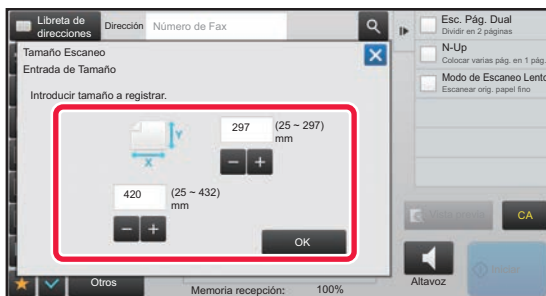 Libreta de direcciones
Dirección
Número de Fax
Tamaño Escaneo
Entrada de Tamaño
Introducir tamaño a registrar.
Y
X
297
(25 ~ 297)
mm
420
(25 ~ 432)
mm
OK
Esc. Pág. Dual
Dividir en 2 páginas
N-Up
Colocar varias pág. en 1 pág.
Modo de Escaneo Lento
Escanear orig. papel fino
CA
Otros
Memoria recepción: 100%
Altavoz
Iniciar